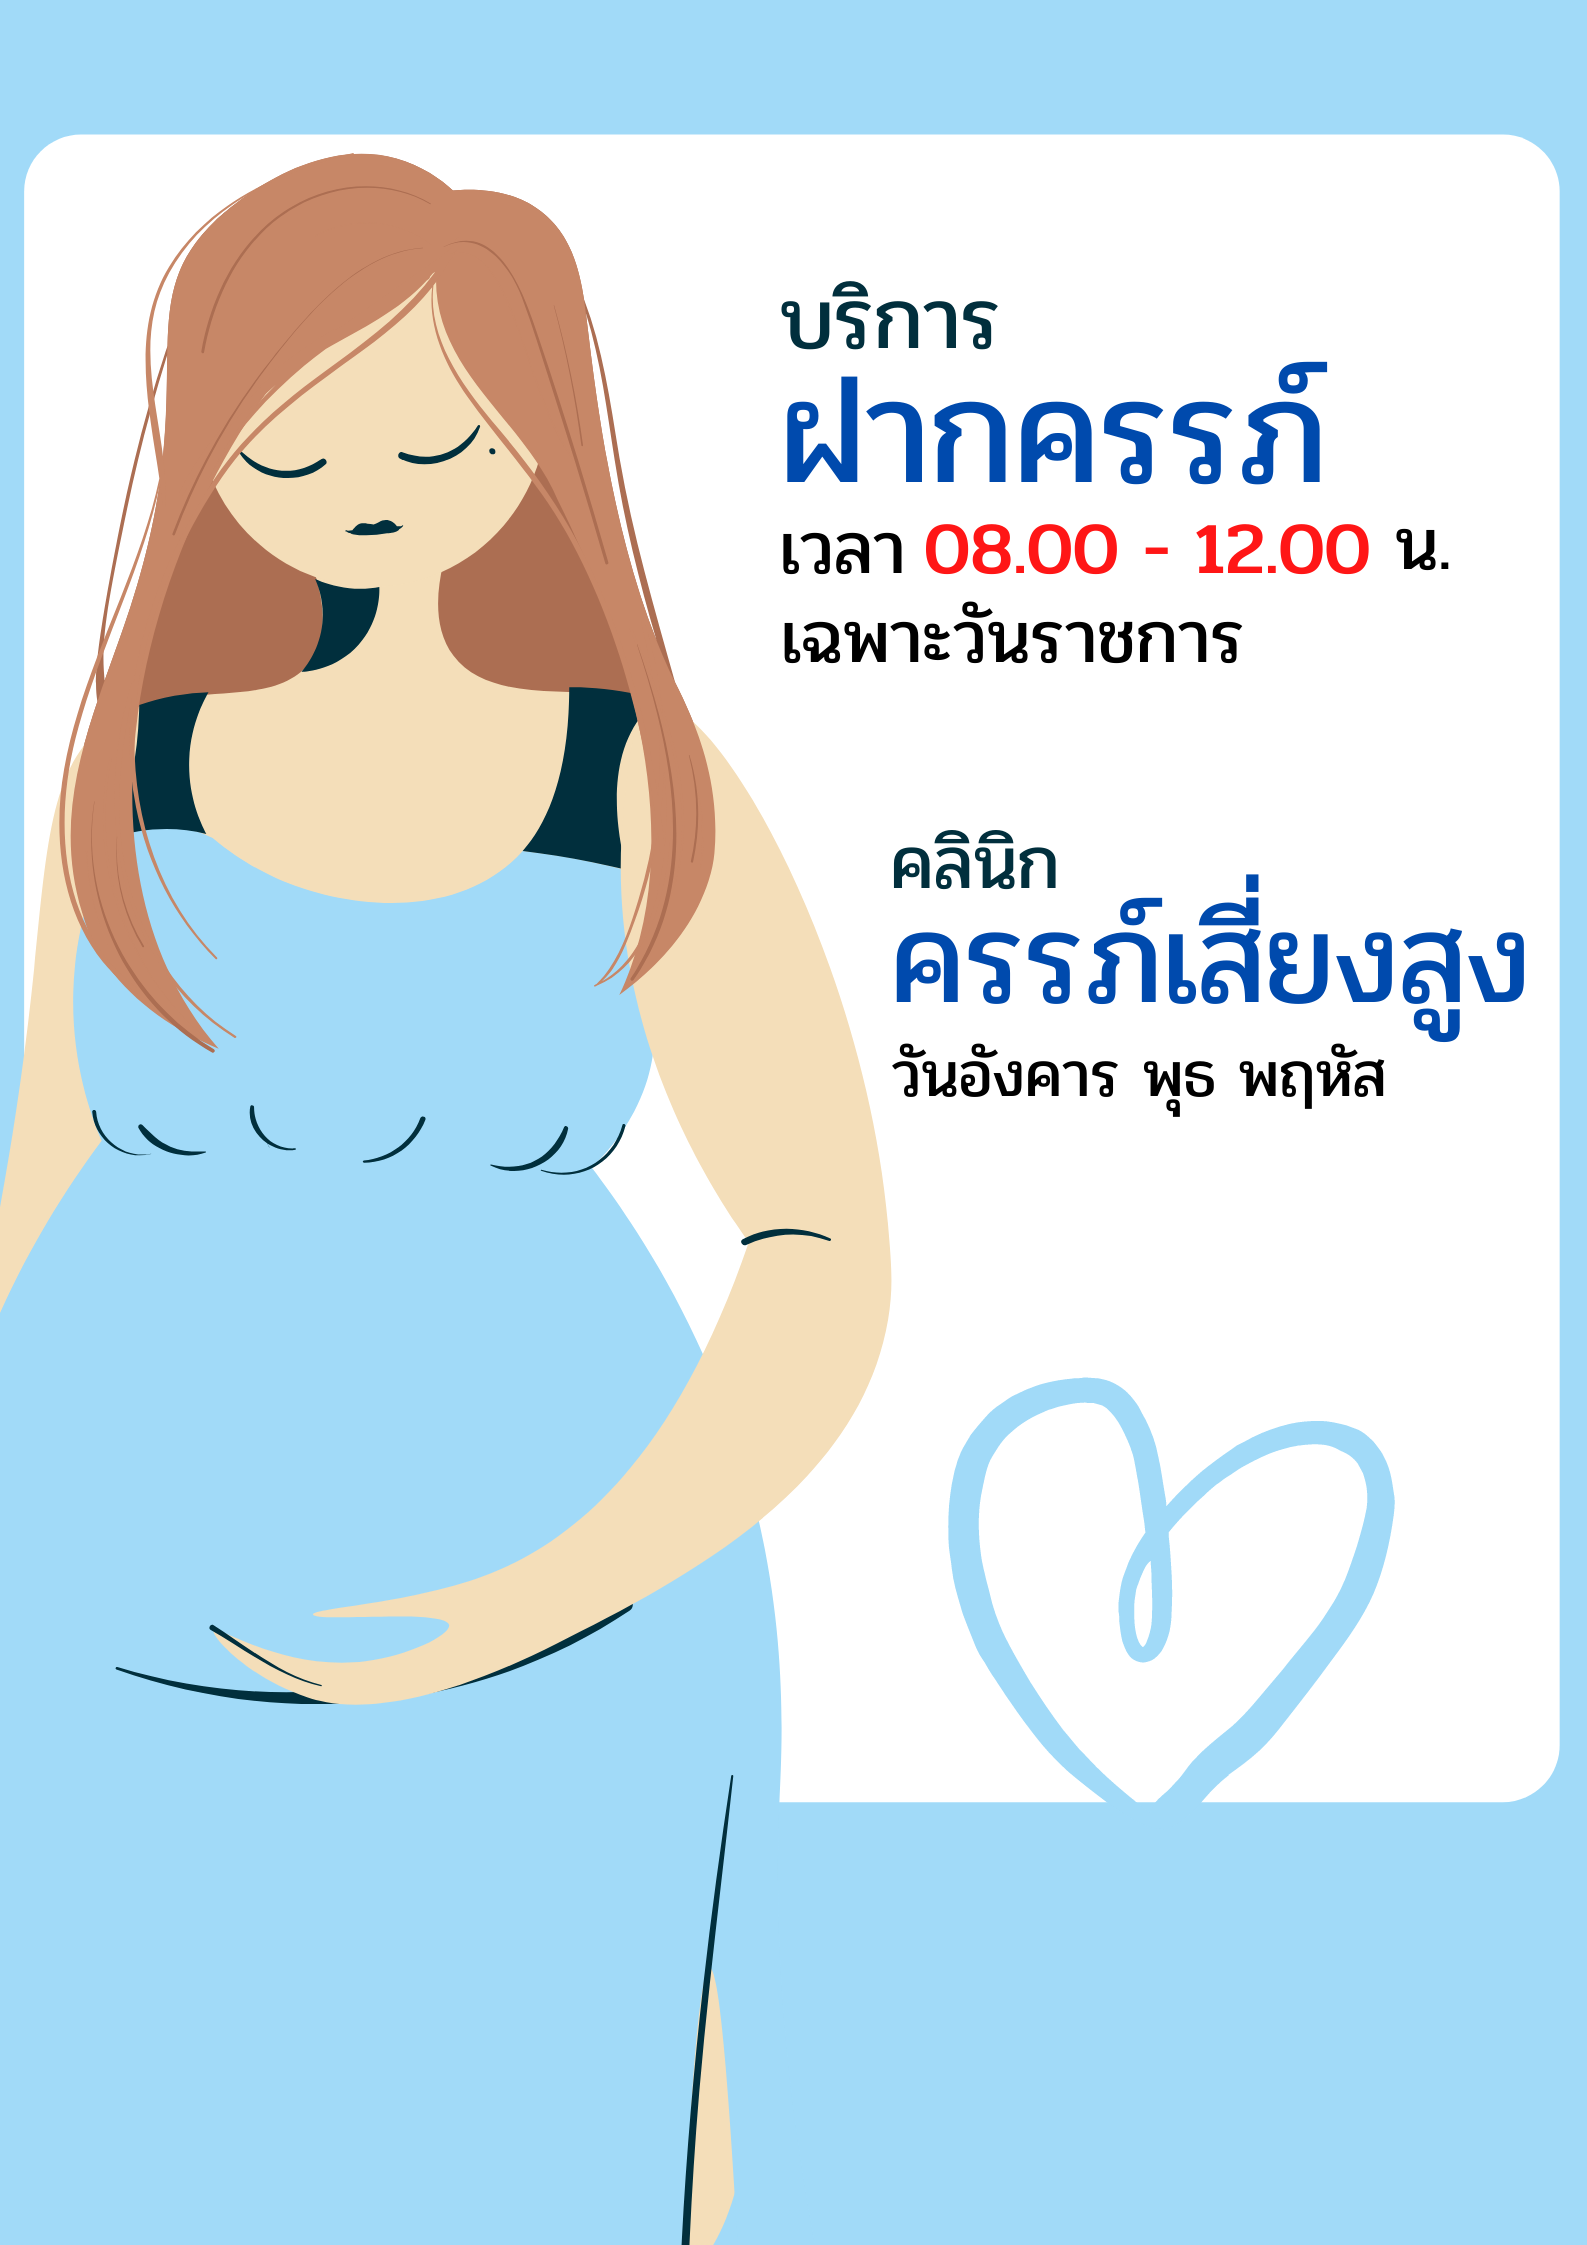 บริการ
ฝากครรภ์
เวลา 08.00 - 12.00 น.
เฉพาะวันราชการ
คลินิก
ครรภ์เสี่ยงสูง
วันอังคาร พุธ พฤหัส